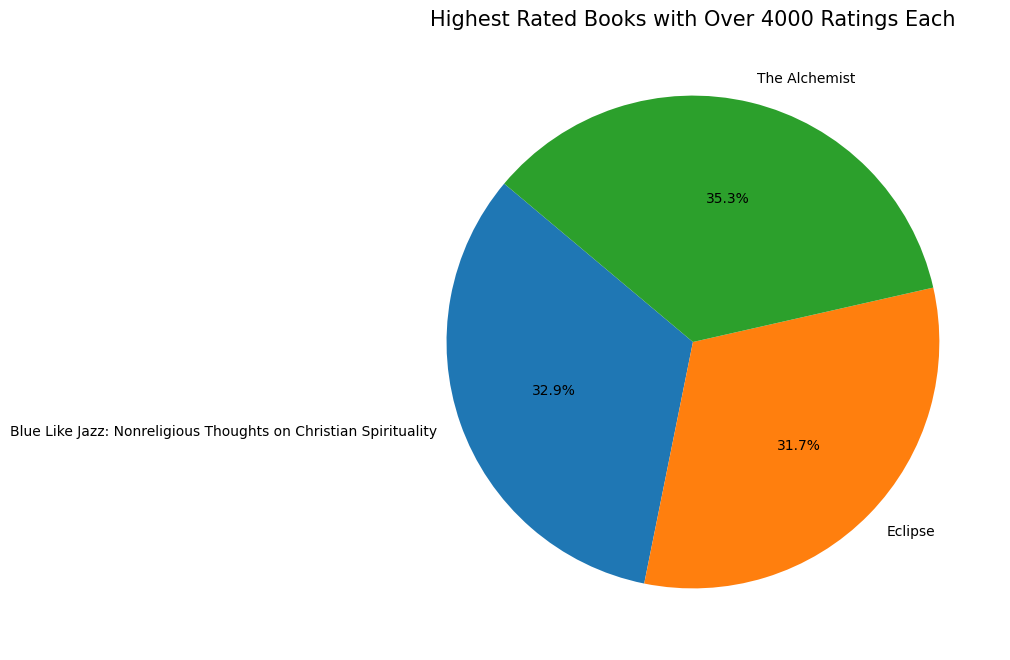 Highest Rated Books with Over 4000 Ratings Each
The Alchemist
35.3%
32.9%
Blue Like Jazz: Nonreligious Thoughts on Christian Spirituality
31.7%
Eclipse